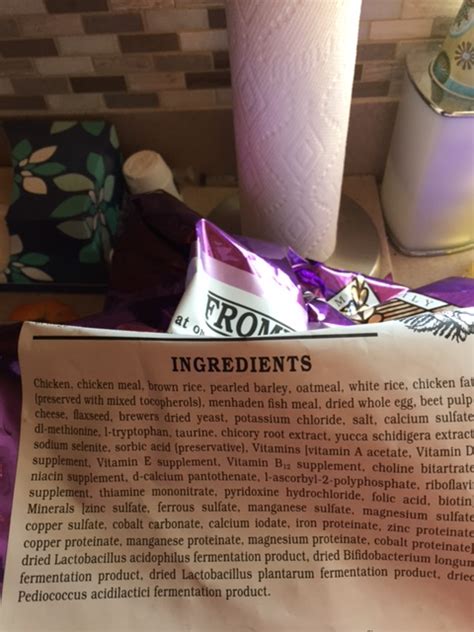 FROM
at o
M LY
INGREDIENTS
Chicken, chicken meal, brown rice, pearled barley, oatmeal, white rice, chicken fat
(preserved with mixed tocopherols), menhaden fish meal, dried whole egg, beet pulp
cheese, flaxseed, brewers dried yeast, potassium chloride, salt, calcium sulfate
dl-methionine, l-tryptophan, taurine, chicory root extract, yucca schidigera extract
sodium selenite, sorbic acid (preservative), Vitamins [vitamin A acetate, Vitamin D
supplement, Vitamin E supplement, Vitamin B12 supplement, choline bitartrat
niacin supplement, d-calcium pantothenate, l-ascorbyl-2-polyphosphate, riboflavi
supplement, thiamine mononitrate, pyridoxine hydrochloride, folic acid, biotin]
Minerals [zinc sulfate, ferrous sulfate, manganese sulfate, magnesium sulfat
copper sulfate, cobalt carbonate, calcium iodate, iron proteinate, zinc proteinate
copper proteinate, manganese proteinate, magnesium proteinate, cobalt proteinate]
dried Lactobacillus acidophilus fermentation product, dried Bifidobacterium longum
fermentation product, dried Lactobacillus plantarum fermentation product, dried
Pediococcus acidilactici fermentation product.